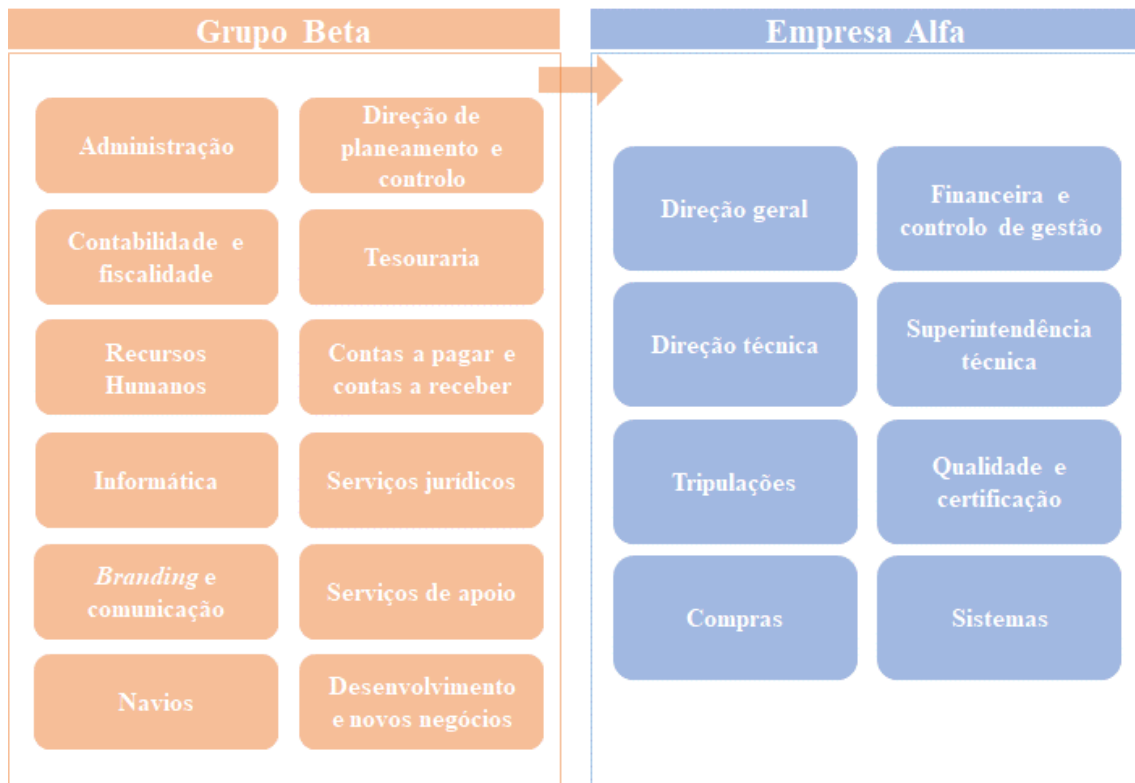 Grupo Beta
Administração
Direção de
planeamento e
controlo
Contabilidade e
fiscalidade
Tesouraria
Recursos
Humanos
Contas a pagar e
contas a receber
Informática
Serviços jurídicos
Branding e
comunicação
Serviços de apoio
Navios
Desenvolvimento
e novos negócios
Empresa Alfa
Direção geral
Financeira e
controlo de gestão
Direção técnica
Superintendência
técnica
Tripulações
Qualidade e
certificação
Compras
Sistemas